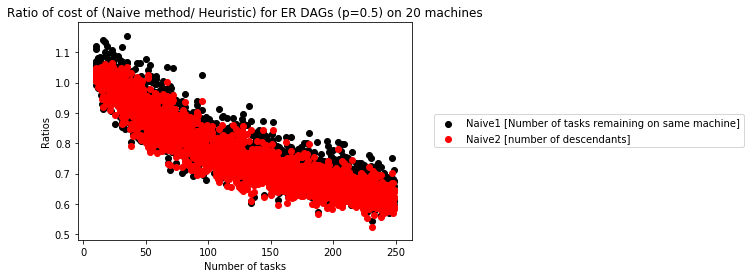 Ratio of cost of (Naive method/ Heuristic) for ER DAGs (p=0.5) on 20 machines
1.1
1.0
0.9
0.8
0.7
0.6
0.5
Ratios
0 50 100 150 200 250
Number of tasks
Naive1 [Number of tasks remaining on same machine]
Naive2 [number of descendants]